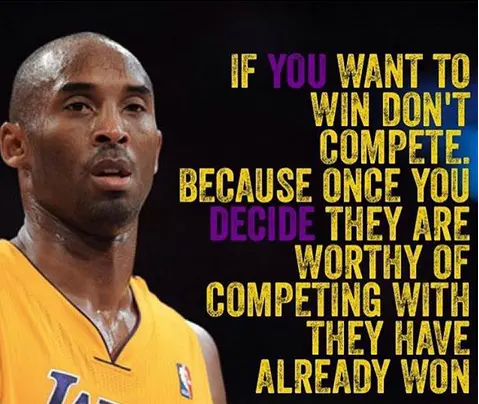 IF YOU WANT TO
WIN DON'T
COMPETE.
BECAUSE ONCE YOU
DECIDE THEY ARE
WORTHY OF
COMPETING WITH
THEY HAVE
ALREADY WON